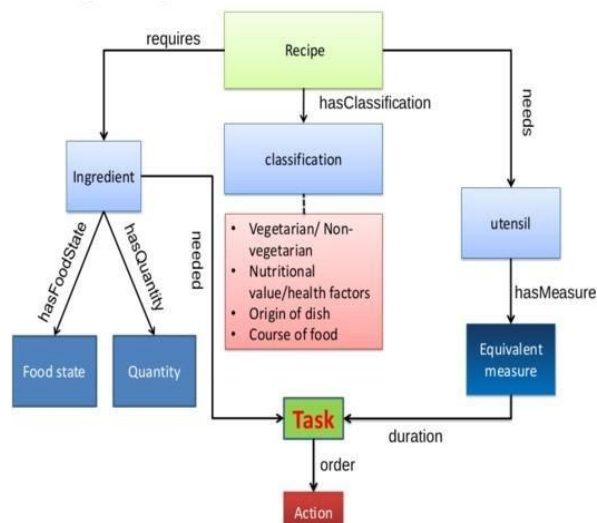 requires
Recipe
hasClassification
needs
Ingredient
classification
hasFoodState
hasQuantity
needed
• Vegetarian/ Non-
vegetarian
• Nutritional
value/health factors
• Origin of dish
• Course of food
utensil
hasMeasure
Food state
Quantity
Equivalent
measure
Task
duration
order
Action